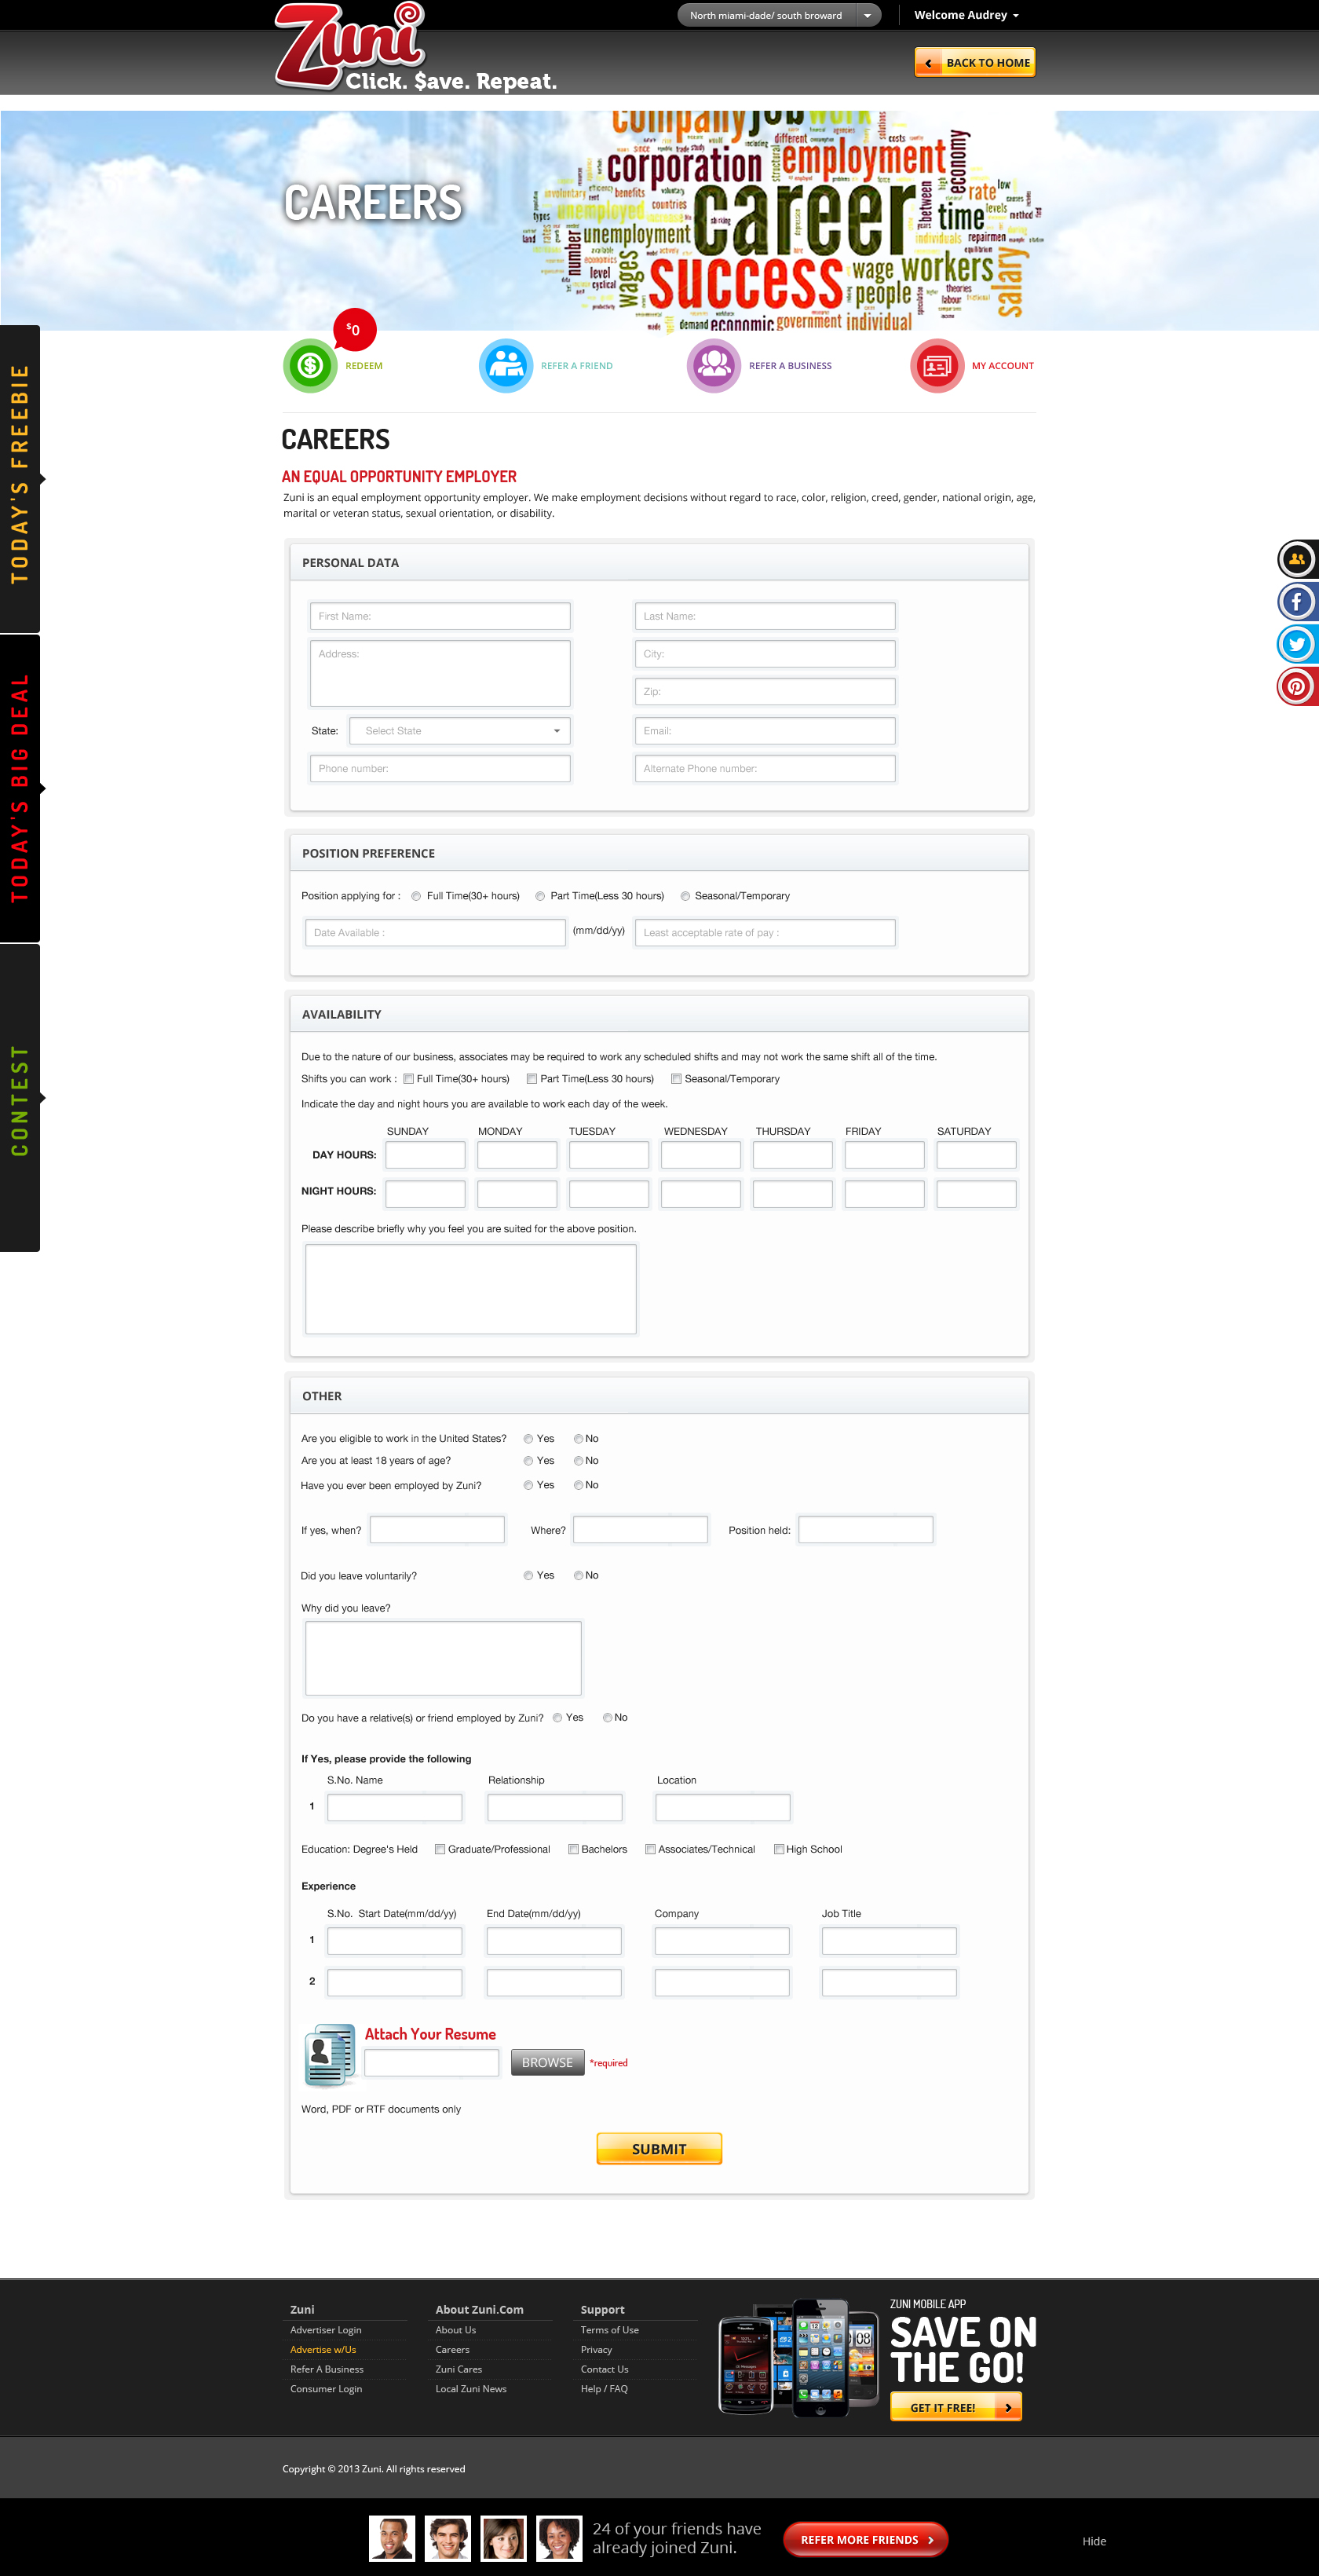 Zuni
Click. $ave. Repeat.
North miami-dade/ south broward
Welcome Audrey
BACK TO HOME
CAREERS
company job work
corporation employment economy
career
unemployed
unemployment
number
wages
success
time
rate
between
individuals
wage workers
people
salary
demand economic government individual
involuntary
benefits
countries
including
different
types
level
cyclical
theories
labour
levels
method
repairmen
$0
REDEEM
REFER A FRIEND
REFER A BUSINESS
MY ACCOUNT
TODAY'S FREEBIE
TODAY'S BIG DEAL
CONTEST
CAREERS
AN EQUAL OPPORTUNITY EMPLOYER
Zuni is an equal employment opportunity employer. We make employment decisions without regard to race, color, religion, creed, gender, national origin, age,
marital or veteran status, sexual orientation, or disability.
PERSONAL DATA
First Name:
Last Name:
Address:
City:
Zip:
State:
Select State
Email:
Phone number:
Alternate Phone number:
POSITION PREFERENCE
Position applying for : Full Time(30+ hours) Part Time(Less 30 hours) Seasonal/Temporary
Date Available :
(mm/dd/yy)
Least acceptable rate of pay :
AVAILABILITY
Due to the nature of our business, associates may be required to work any scheduled shifts and may not work the same shift all of the time.
Shifts you can work : Full Time(30+ hours) Part Time(Less 30 hours) Seasonal/Temporary
Indicate the day and night hours you are available to work each day of the week.
SUNDAY MONDAY TUESDAY WEDNESDAY THURSDAY FRIDAY SATURDAY
DAY HOURS:
NIGHT HOURS:
Please describe briefly why you feel you are suited for the above position.
OTHER
Are you eligible to work in the United States? Yes No
Are you at least 18 years of age? Yes No
Have you ever been employed by Zuni? Yes No
If yes, when? Where? Position held:
Did you leave voluntarily? Yes No
Why did you leave?
Do you have a relative(s) or friend employed by Zuni? Yes No
If Yes, please provide the following
S.No. Name Relationship Location
1
Education: Degree's Held Graduate/Professional Bachelors Associates/Technical High School
Experience
S.No. Start Date(mm/dd/yy) End Date(mm/dd/yy) Company Job Title
1
2
Attach Your Resume
BROWSE
*required
Word, PDF or RTF documents only
SUBMIT
Zuni
Advertiser Login
Advertise w/Us
Refer A Business
Consumer Login
About Zuni.Com
About Us
Careers
Zuni Cares
Local Zuni News
Support
Terms of Use
Privacy
Contact Us
Help / FAQ
ZUNI MOBILE APP
SAVE ON
THE GO!
GET IT FREE!
Copyright © 2013 Zuni. All rights reserved
24 of your friends have
already joined Zuni.
REFER MORE FRIENDS
Hide